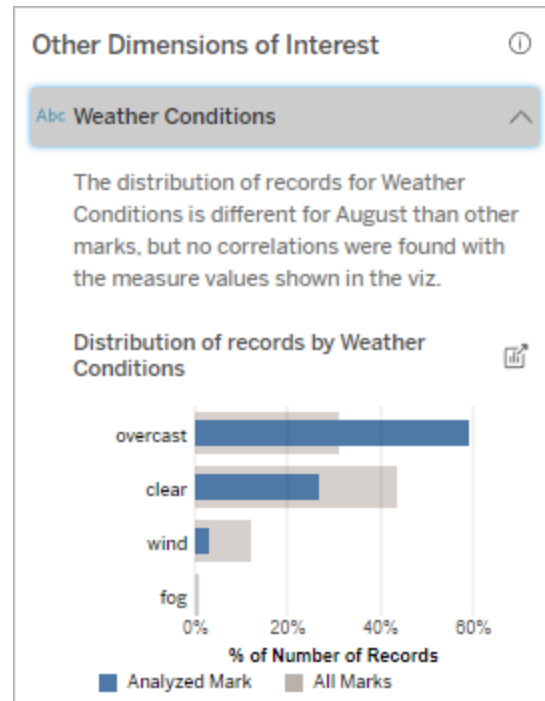 Other Dimensions of Interest
Abc Weather Conditions
The distribution of records for Weather
Conditions is different for August than other
marks, but no correlations were found with
the measure values shown in the viz.
Distribution of records by Weather
Conditions
overcast
clear
wind
fog
0% 20% 40% 60%
% of Number of Records
Analyzed Mark All Marks